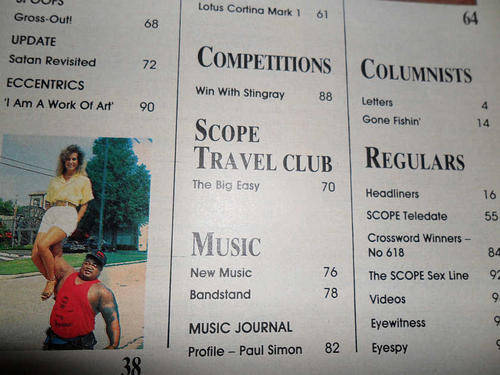 Gross-Out! 68
UPDATE
Satan Revisited 72
ECCENTRICS
'I Am A Work Of Art' 90
38
Lotus Cortina Mark 1 61
COMPETITIONS
Win With Stingray 88
SCOPE
TRAVEL CLUB
The Big Easy 70
MUSIC
New Music 76
Bandstand 78
MUSIC JOURNAL
Profile – Paul Simon 82
64
COLUMNISTS
Letters 4
Gone Fishin' 14
REGULARS
Headliners 16
SCOPE Teledate 55
Crossword Winners –
No 618 84
The SCOPE Sex Line 92
Videos
Eyewitness
Eyespy